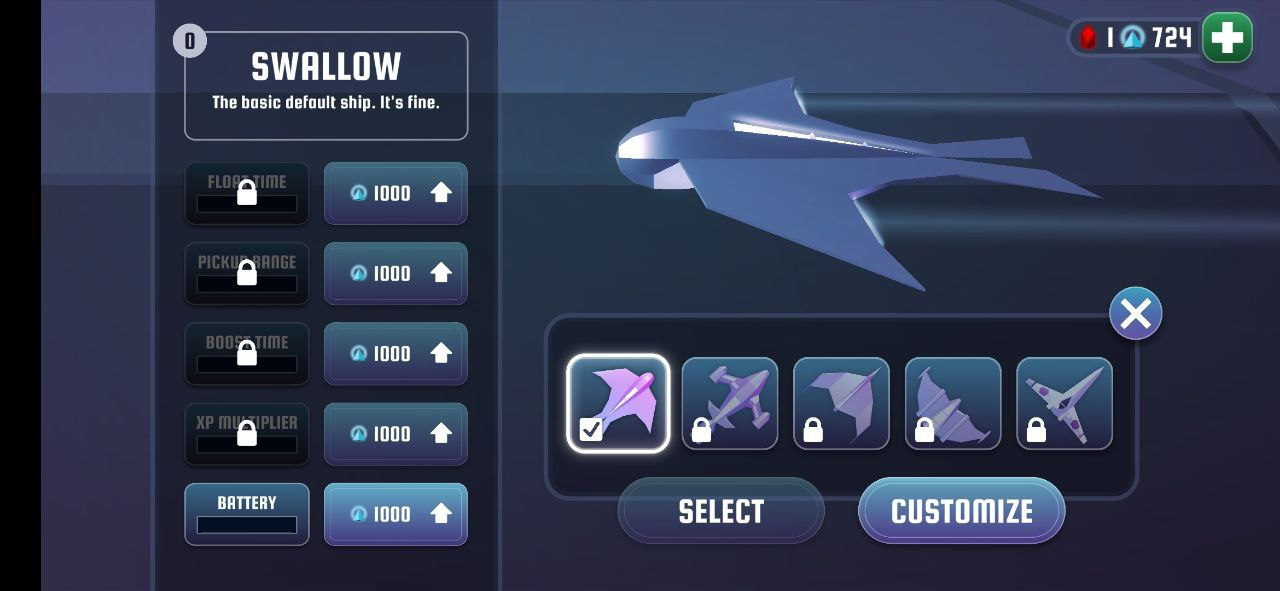 0
SWALLOW
The basic default ship. It's fine.
1 724
FLOAT TIME
1000
PICKUP RANGE
1000
BOOST TIME
1000
XP MULTIPLIER
1000
BATTERY
1000
SELECT
CUSTOMIZE